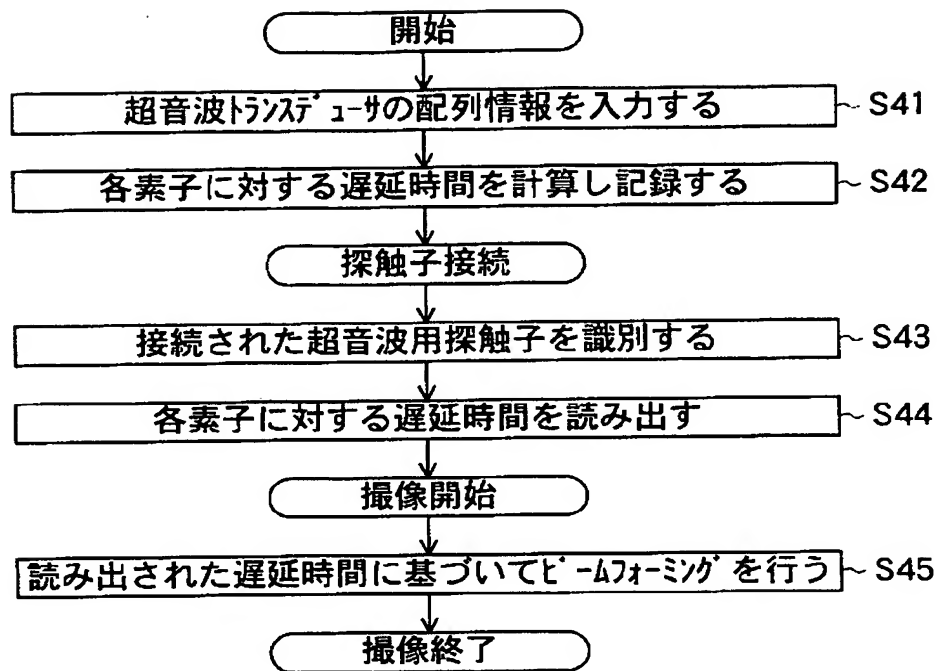 開始
超音波ﾄﾗﾝｽﾃﾞｭｰｻの配列情報を入力する ~ S41
各素子に対する遅延時間を計算し記録する ~ S42
探触子接続
接続された超音波用探触子を識別する ~ S43
各素子に対する遅延時間を読み出す ~ S44
撮像開始
読み出された遅延時間に基づいてﾋﾞｰﾑﾌｫｰﾐﾝｸﾞを行う ~ S45
撮像終了